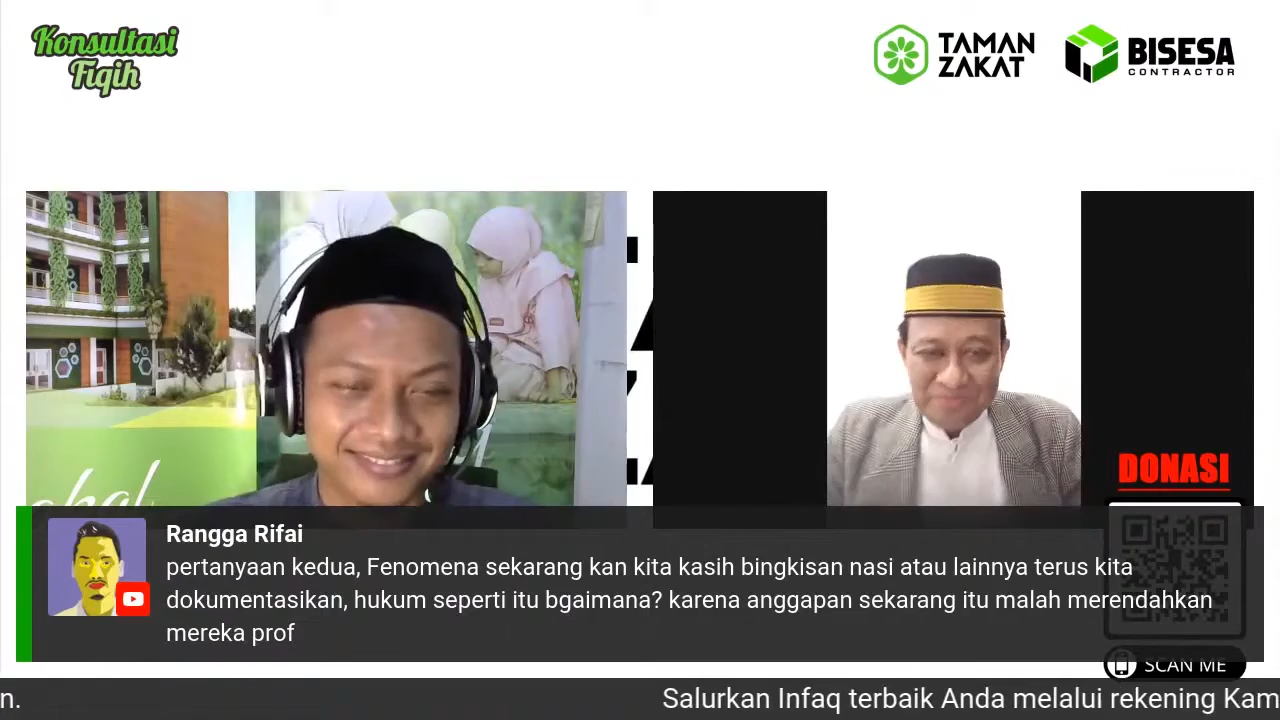 Konsultasi
Fiqih
TAMAN
ZAKAT
BISESA
CONTRACTOR
DONASI
Rangga Rifai
pertanyaan kedua, Fenomena sekarang kan kita kasih bingkisan nasi atau lainnya terus kita
dokumentasikan, hukum seperti itu bgaimana? karena anggapan sekarang itu malah merendahkan
mereka prof
SCAN ME
n.
Salurkan Infaq terbaik Anda melalui rekening Kam